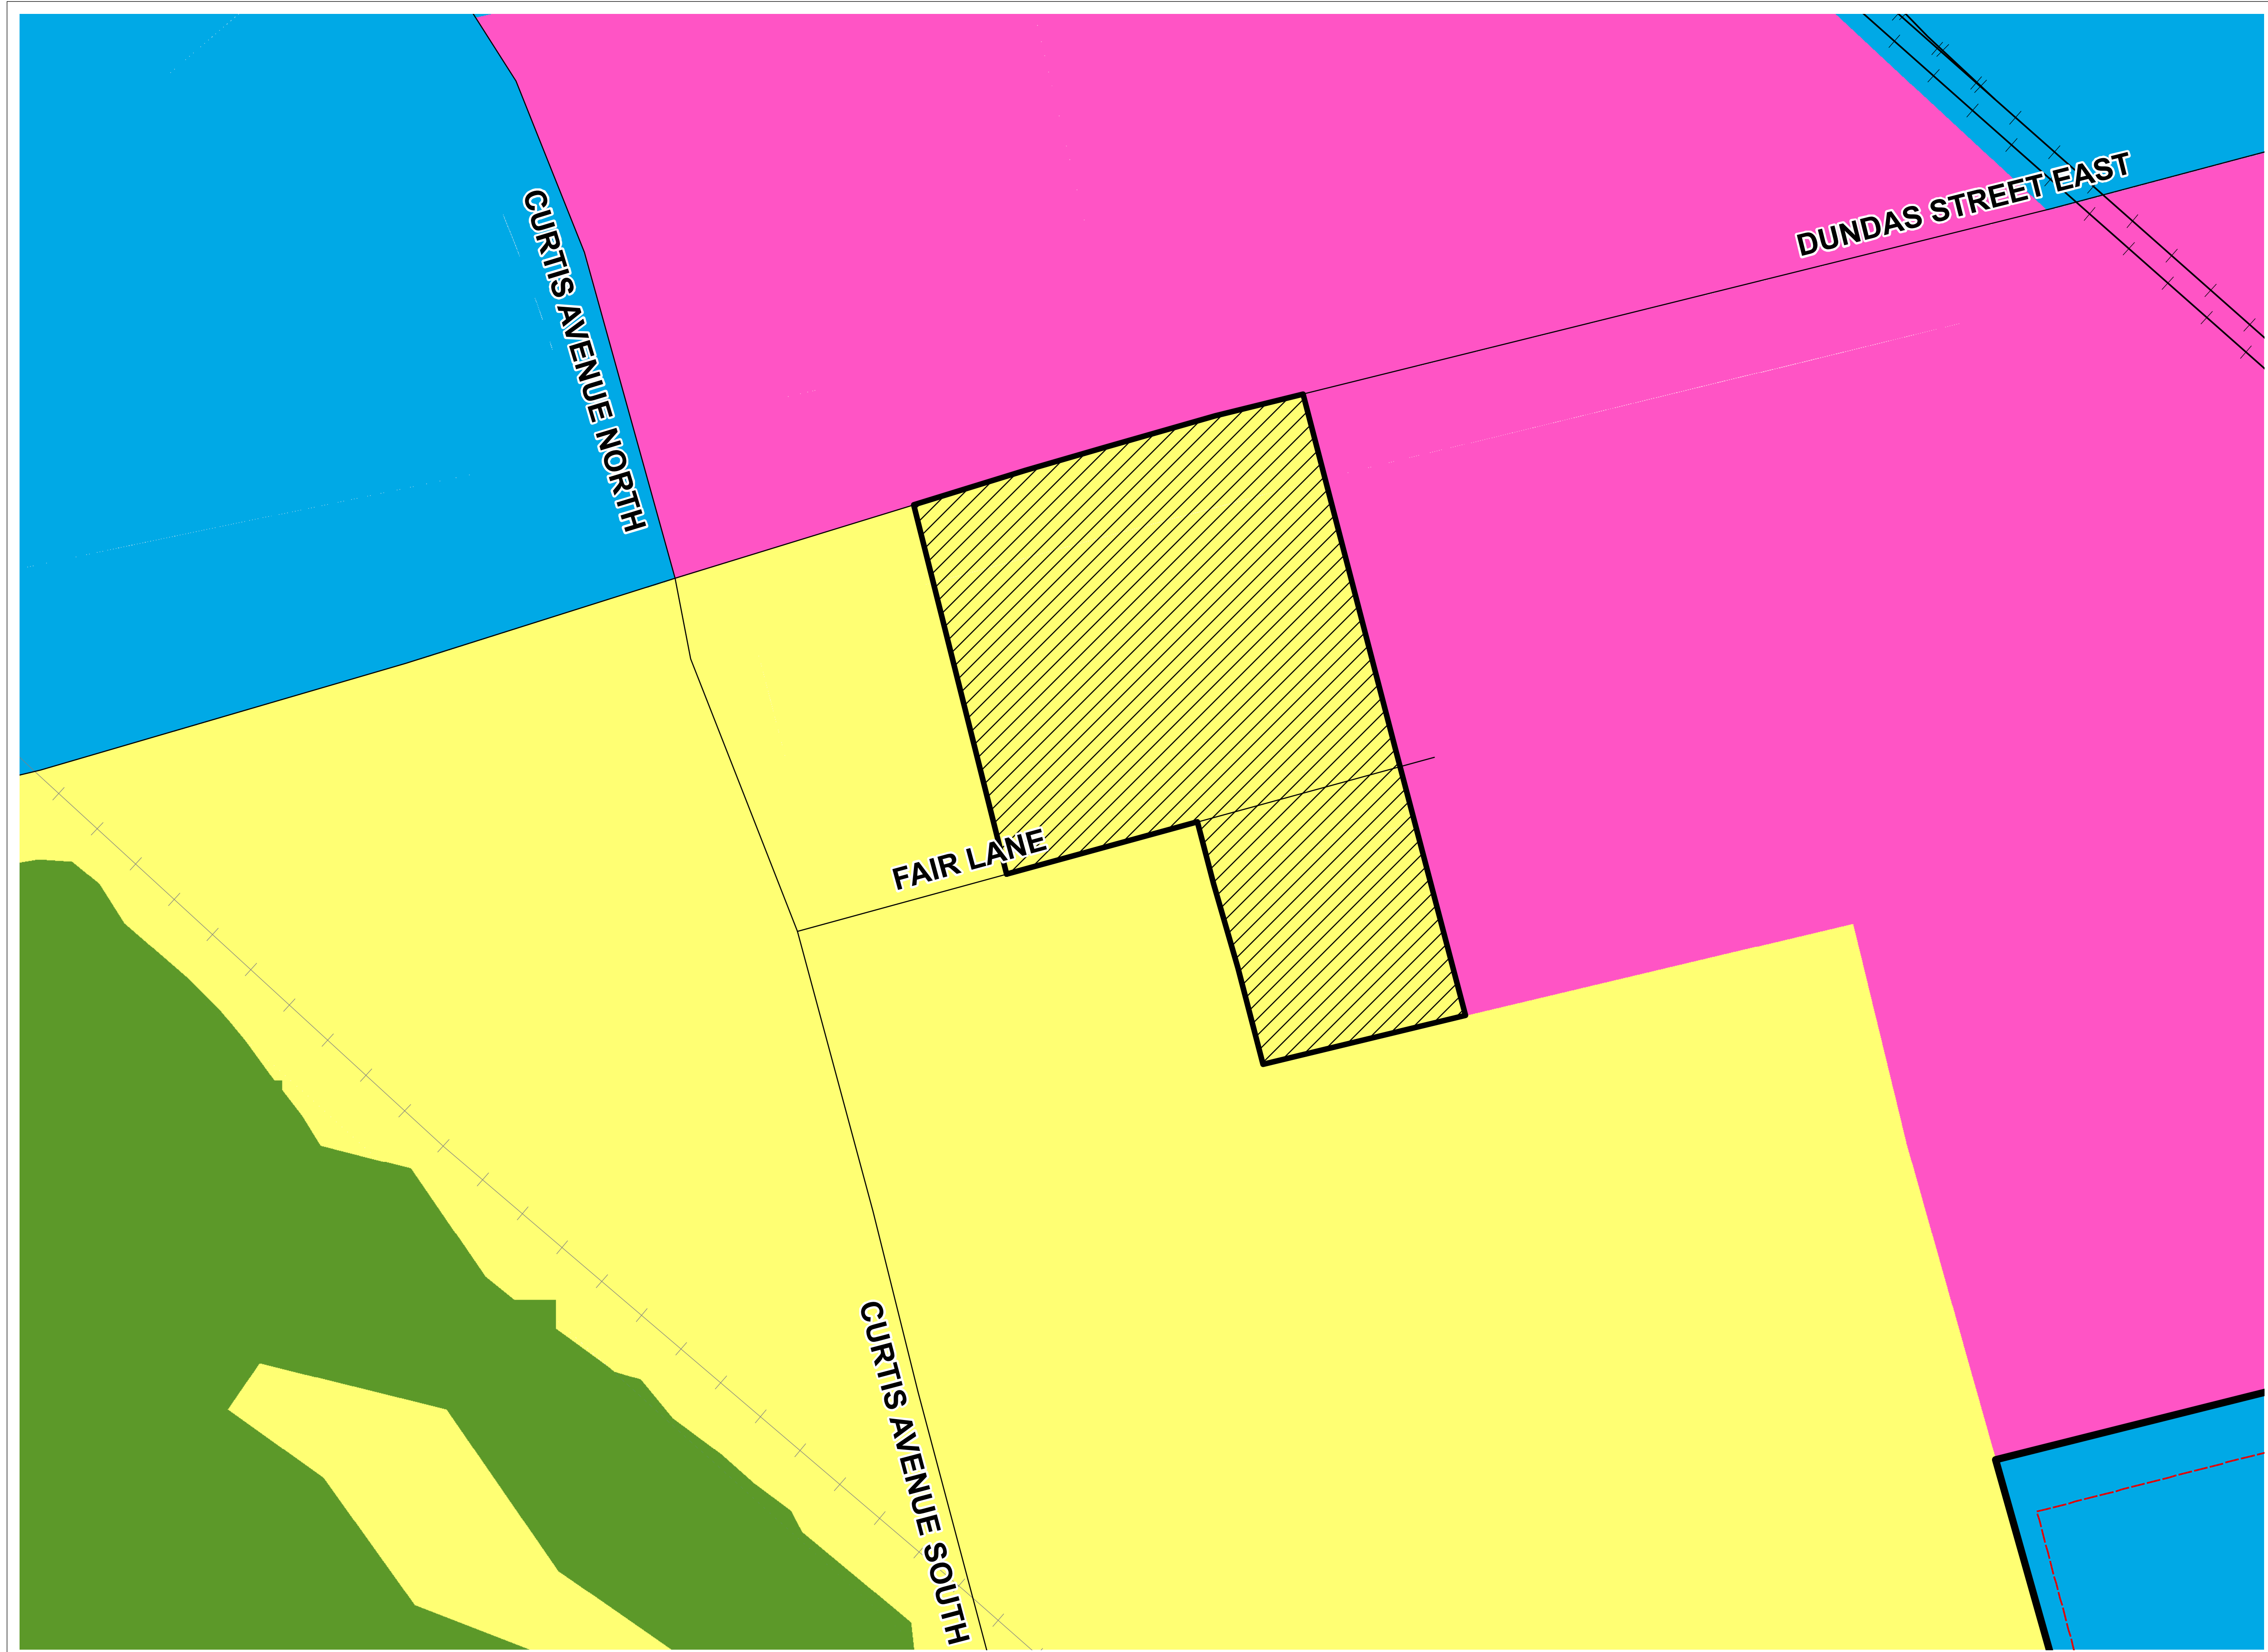 DUNDAS STREET EAST
CURTIS AVENUE NORTH
FAIR LANE
CURTIS AVENUE SOUTH